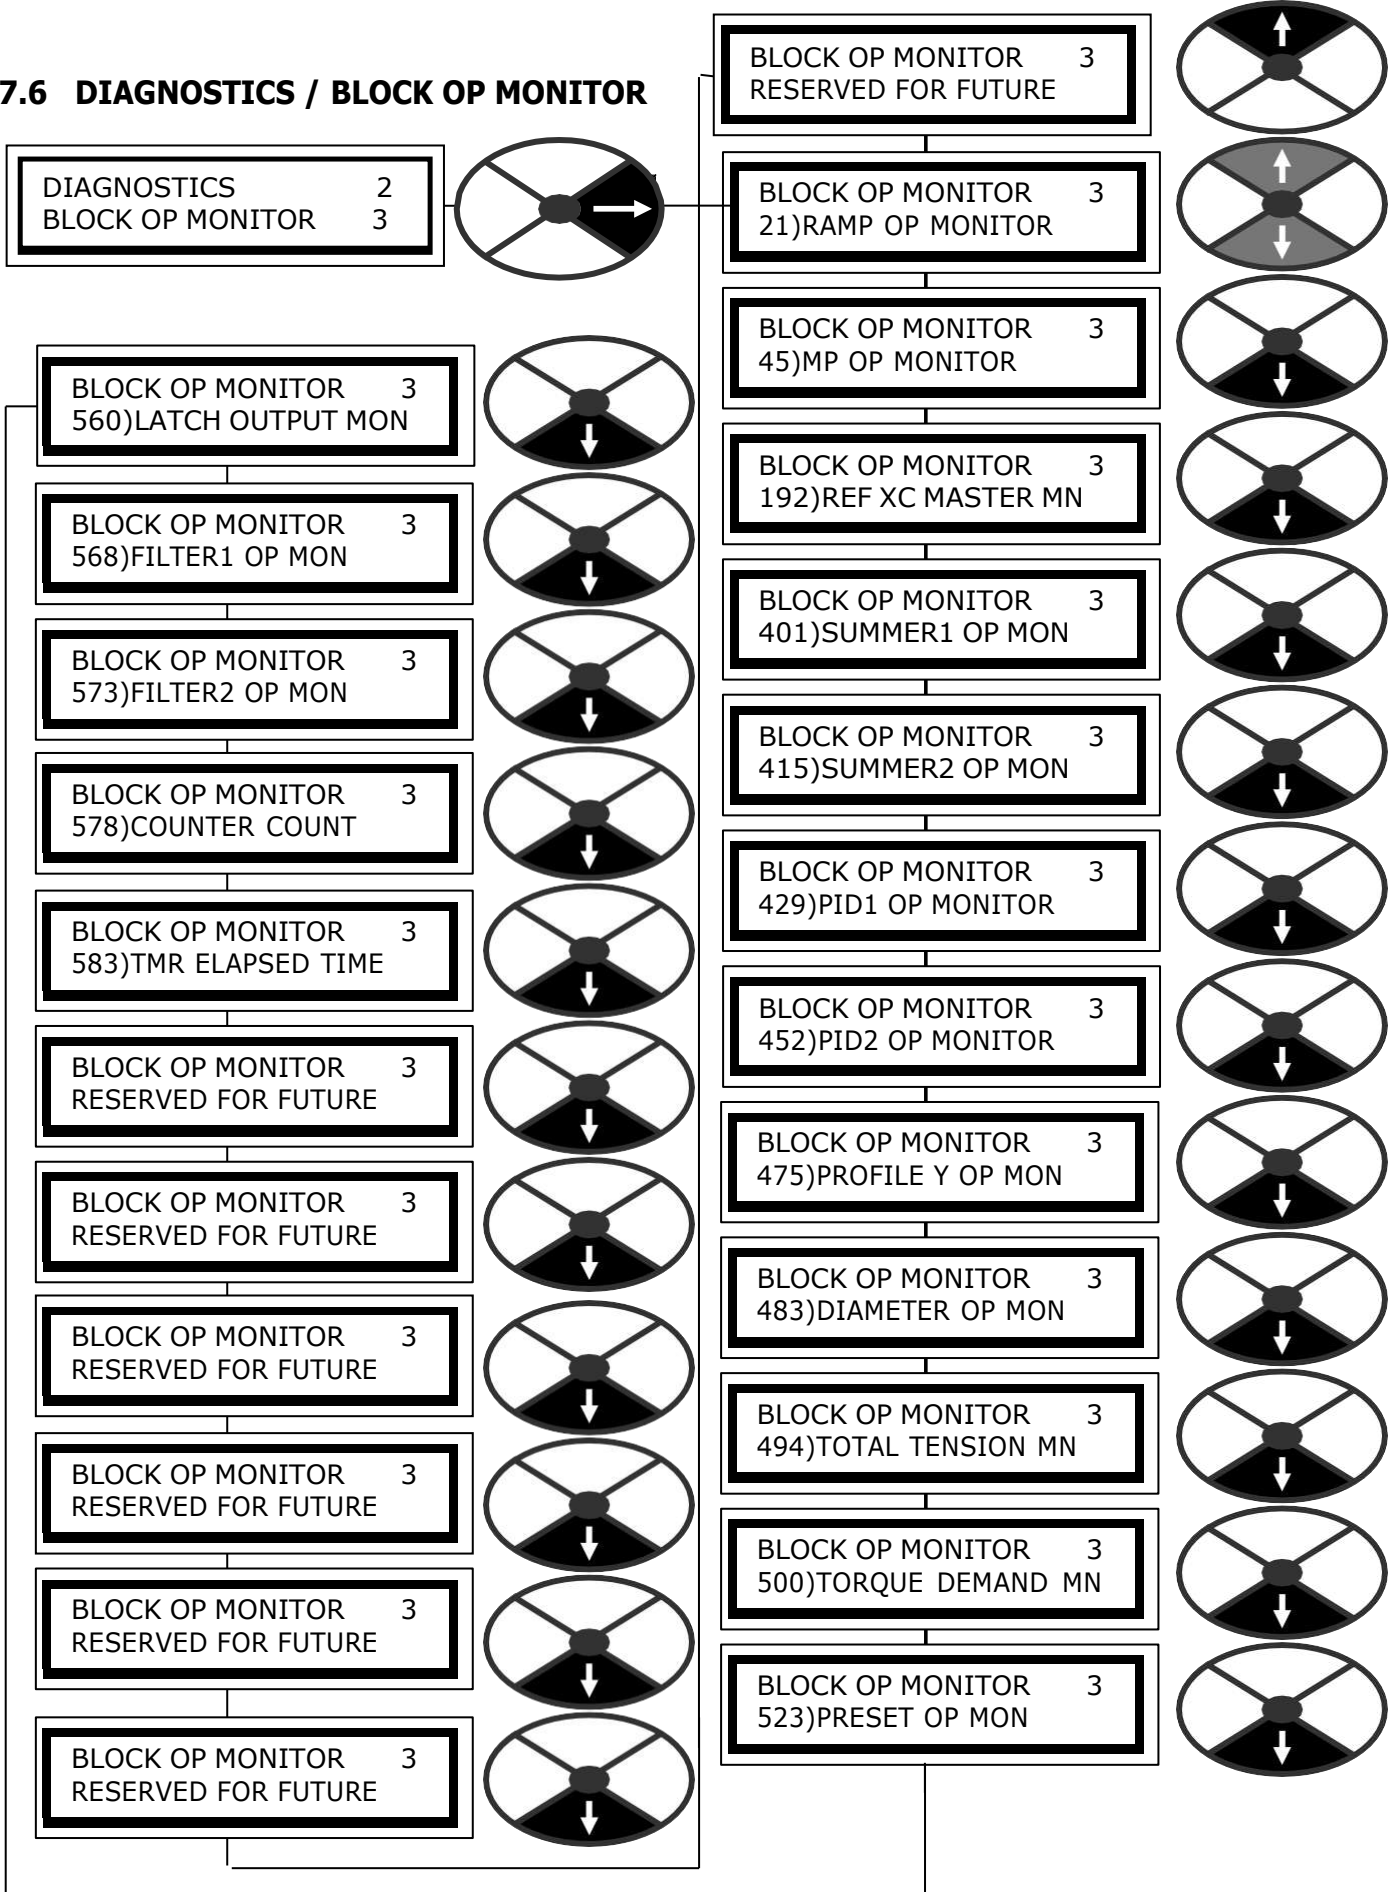 7.6 DIAGNOSTICS / BLOCK OP MONITOR
DIAGNOSTICS 2
BLOCK OP MONITOR 3
BLOCK OP MONITOR 3
RESERVED FOR FUTURE
BLOCK OP MONITOR 3
21)RAMP OP MONITOR
BLOCK OP MONITOR 3
45)MP OP MONITOR
BLOCK OP MONITOR 3
192)REF XC MASTER MN
BLOCK OP MONITOR 3
401)SUMMER1 OP MON
BLOCK OP MONITOR 3
415)SUMMER2 OP MON
BLOCK OP MONITOR 3
429)PID1 OP MONITOR
BLOCK OP MONITOR 3
452)PID2 OP MONITOR
BLOCK OP MONITOR 3
475)PROFILE Y OP MON
BLOCK OP MONITOR 3
483)DIAMETER OP MON
BLOCK OP MONITOR 3
494)TOTAL TENSION MN
BLOCK OP MONITOR 3
500)TORQUE DEMAND MN
BLOCK OP MONITOR 3
523)PRESET OP MON
BLOCK OP MONITOR 3
560)LATCH OUTPUT MON
BLOCK OP MONITOR 3
568)FILTER1 OP MON
BLOCK OP MONITOR 3
573)FILTER2 OP MON
BLOCK OP MONITOR 3
578)COUNTER COUNT
BLOCK OP MONITOR 3
583)TMR ELAPSED TIME
BLOCK OP MONITOR 3
RESERVED FOR FUTURE
BLOCK OP MONITOR 3
RESERVED FOR FUTURE
BLOCK OP MONITOR 3
RESERVED FOR FUTURE
BLOCK OP MONITOR 3
RESERVED FOR FUTURE
BLOCK OP MONITOR 3
RESERVED FOR FUTURE
BLOCK OP MONITOR 3
RESERVED FOR FUTURE